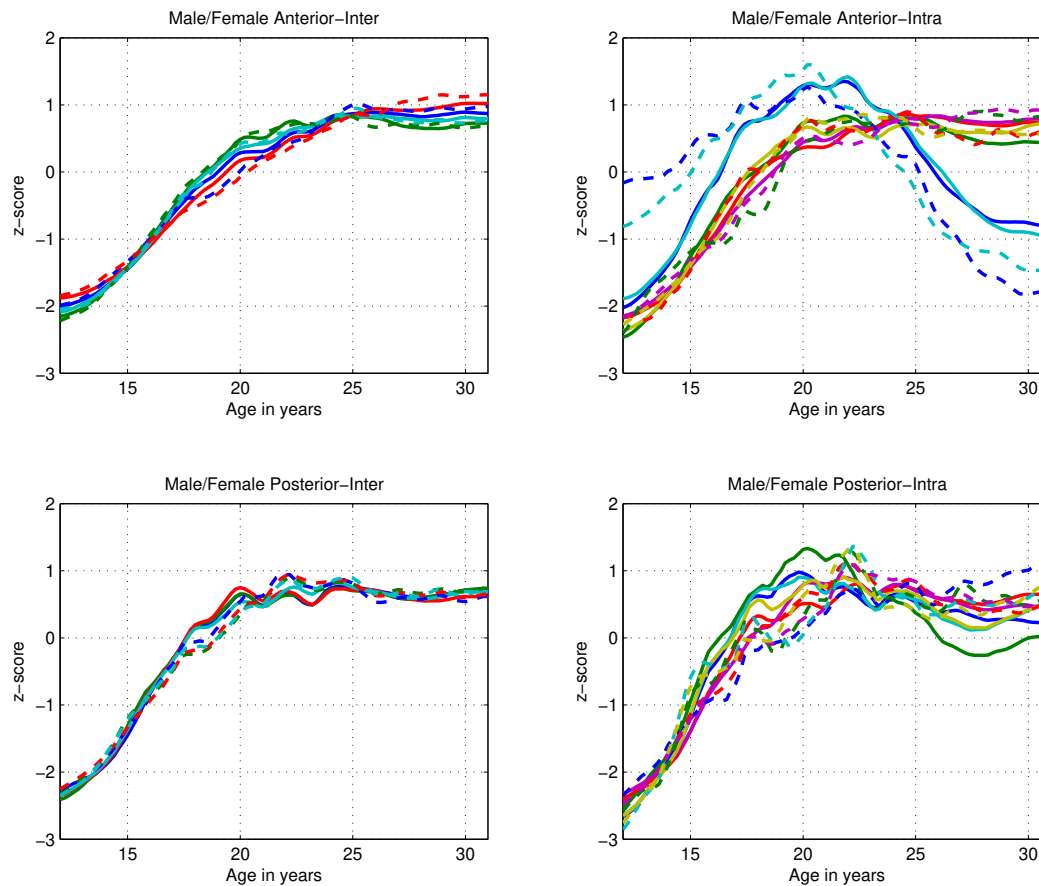 Male/Female Anterior−Inter
2
1
0
−1
−2
−3
z−score
15 20 25 30
Age in years
Male/Female Anterior−Intra
2
1
0
−1
−2
−3
z−score
15 20 25 30
Age in years
Male/Female Posterior−Inter
2
1
0
−1
−2
−3
z−score
15 20 25 30
Age in years
Male/Female Posterior−Intra
2
1
0
−1
−2
−3
z−score
15 20 25 30
Age in years